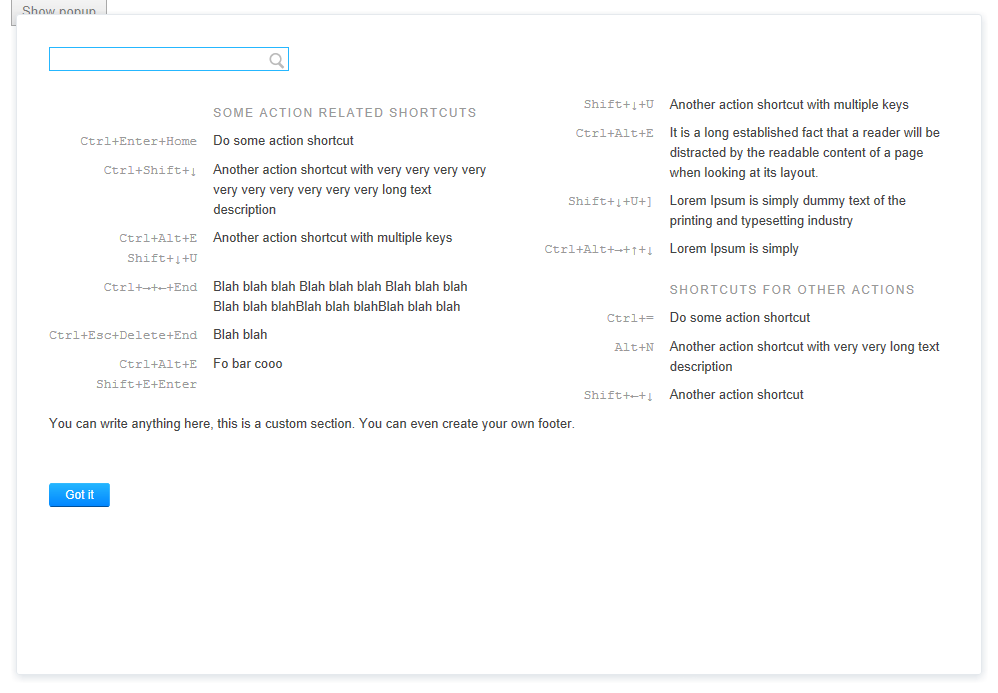 Show popup
SOME ACTION RELATED SHORTCUTS
Ctrl+Enter+Home Do some action shortcut
Ctrl+Shift+↓ Another action shortcut with very very very very
very very very very very very long text
description
Ctrl+Alt+E Another action shortcut with multiple keys
Shift+↓+U
Ctrl+→+←+End Blah blah blah Blah blah blah Blah blah blah
Blah blah blahBlah blah blahBlah blah blah
Ctrl+Esc+Delete+End Blah blah
Ctrl+Alt+E Fo bar cooo
Shift+E+Enter
Shift+↓+U Another action shortcut with multiple keys
Ctrl+Alt+E It is a long established fact that a reader will be
distracted by the readable content of a page
when looking at its layout.
Shift+↓+U+] Lorem Ipsum is simply dummy text of the
printing and typesetting industry
Ctrl+Alt+→+↑+↓ Lorem Ipsum is simply
SHORTCUTS FOR OTHER ACTIONS
Ctrl+= Do some action shortcut
Alt+N Another action shortcut with very very long text
description
Shift+←+↓ Another action shortcut
You can write anything here, this is a custom section. You can even create your own footer.
Got it